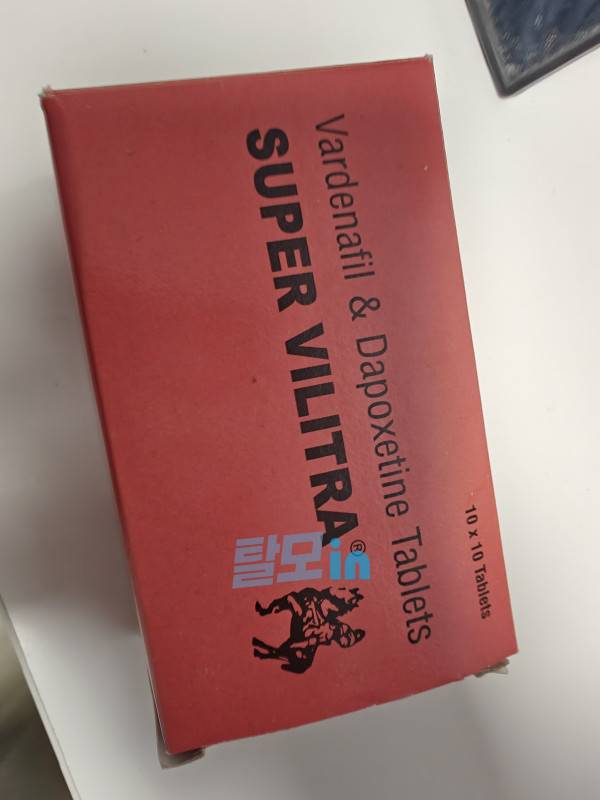 Vardenafil & Dapoxetine Tablets
SUPER VILITRA®
10 x 10 Tablets
탈모in